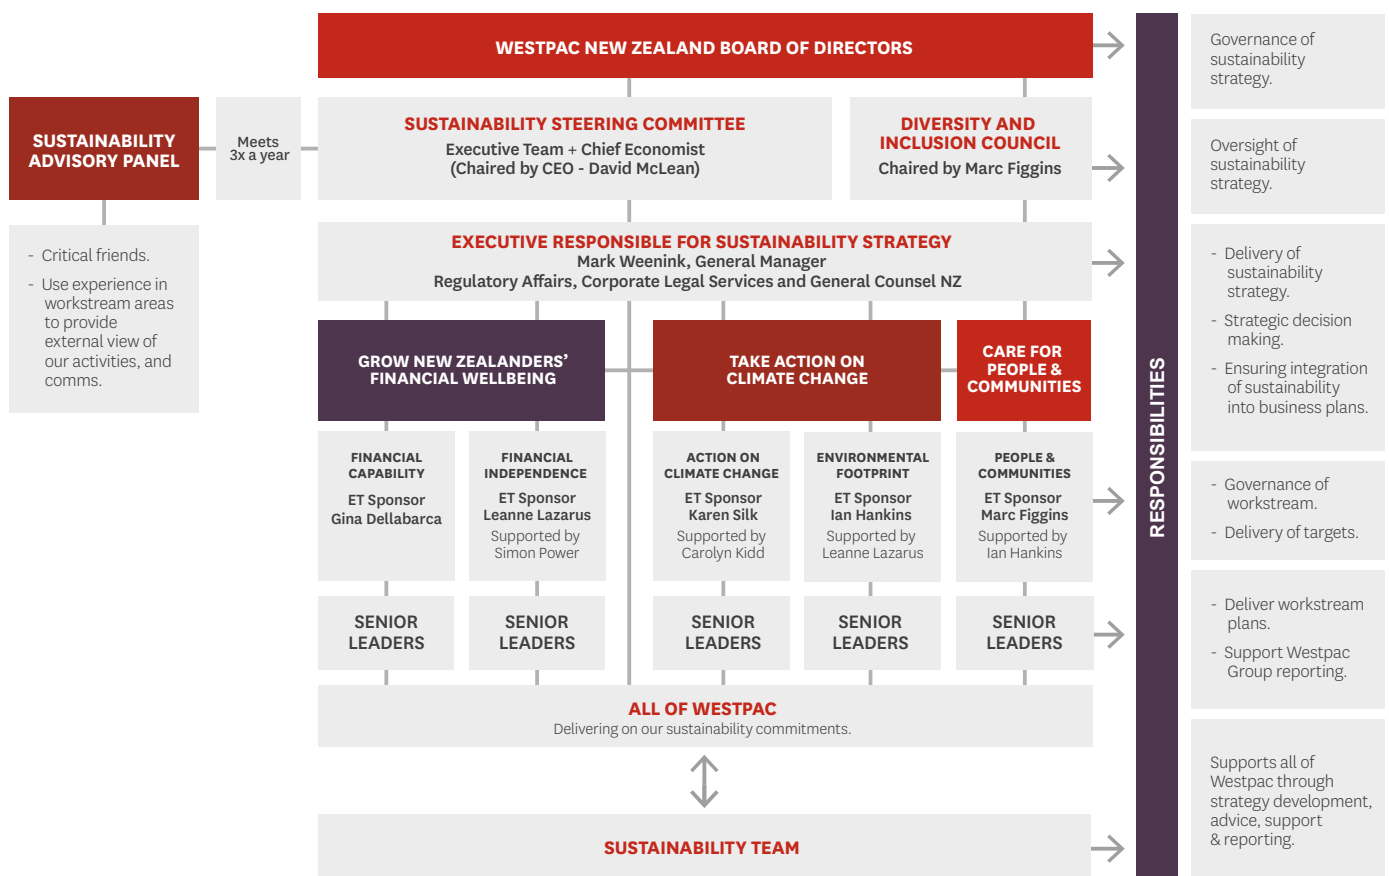 WESTPAC NEW ZEALAND BOARD OF DIRECTORS
SUSTAINABILITY
ADVISORY PANEL
Meets
3x a year
SUSTAINABILITY STEERING COMMITTEE
Executive Team + Chief Economist
(Chaired by CEO - David McLean)
DIVERSITY AND
INCLUSION COUNCIL
Chaired by Marc Figgins
- Critical friends.
- Use experience in
workstream areas
to provide
external view of
our activities, and
comms.
EXECUTIVE RESPONSIBLE FOR SUSTAINABILITY STRATEGY
Mark Weenink, General Manager
Regulatory Affairs, Corporate Legal Services and General Counsel NZ
GROW NEW ZEALANDERS’
FINANCIAL WELLBEING
TAKE ACTION ON
CLIMATE CHANGE
CARE FOR
PEOPLE &
COMMUNITIES
FINANCIAL
CAPABILITY
ET Sponsor
Gina Dellabarca
FINANCIAL
INDEPENDENCE
ET Sponsor
Leanne Lazarus
Supported by
Simon Power
ACTION ON
CLIMATE CHANGE
ET Sponsor
Karen Silk
Supported by
Carolyn Kidd
ENVIRONMENTAL
FOOTPRINT
ET Sponsor
Ian Hankins
Supported by
Leanne Lazarus
PEOPLE &
COMMUNITIES
ET Sponsor
Marc Figgins
Supported by
Ian Hankins
SENIOR
LEADERS
SENIOR
LEADERS
SENIOR
LEADERS
SENIOR
LEADERS
SENIOR
LEADERS
ALL OF WESTPAC
Delivering on our sustainability commitments.
SUSTAINABILITY TEAM
RESPONSIBILITIES
Governance of
sustainability
strategy.
Oversight of
sustainability
strategy.
- Delivery of
sustainability
strategy.
- Strategic decision
making.
- Ensuring integration
of sustainability
into business plans.
- Governance of
workstream.
- Delivery of targets.
- Deliver workstream
plans.
- Support Westpac
Group reporting.
Supports all of
Westpac through
strategy development,
advice, support
& reporting.